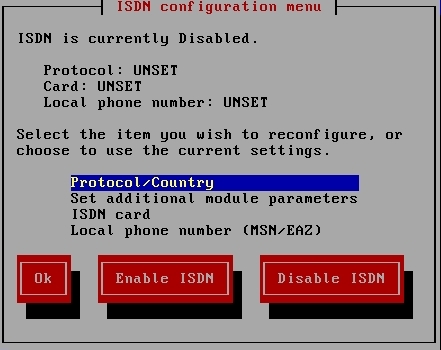 ISDN configuration menu
ISDN is currently Disabled.
Protocol: UNSET
Card: UNSET
Local phone number: UNSET
Select the item you wish to reconfigure, or
choose to use the current settings.
Protocol/Country
Set additional module parameters
ISDN card
Local phone number (MSN/EAZ)
Ok Enable ISDN Disable ISDN